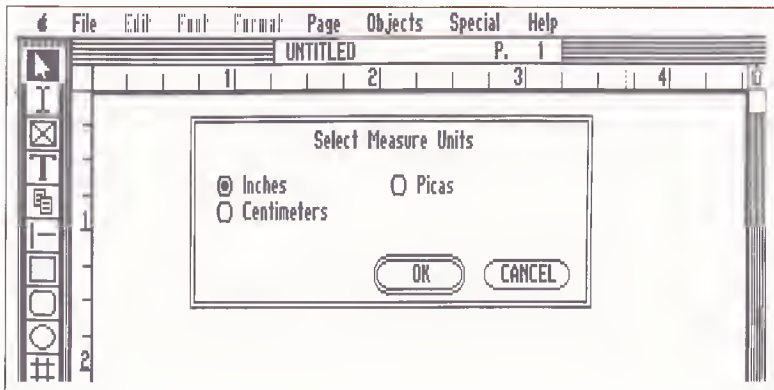 File Edit Font Format Page Objects Special Help
UNTITLED P. 1
1 2 3 4
Select Measure Units
Inches Picas
Centimeters
OK CANCEL
T
1
2